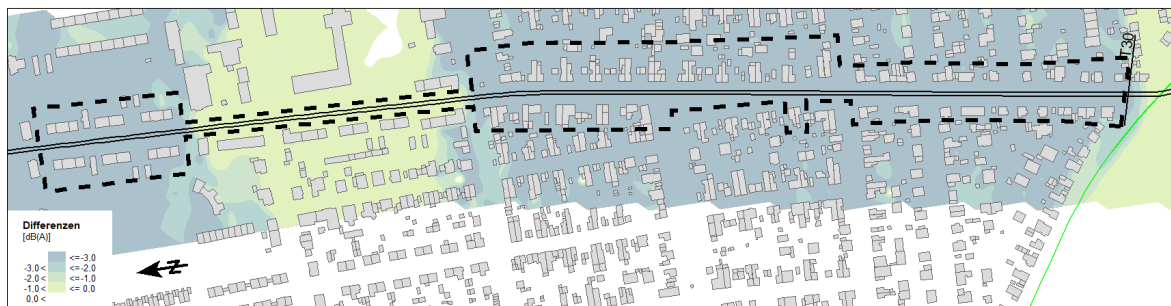 T30
Differenzen
[dB(A)]
<= -3.0
-3.0 < <= -2.0
-2.0 < <= -1.0
-1.0 < <= 0.0
0.0 <
N